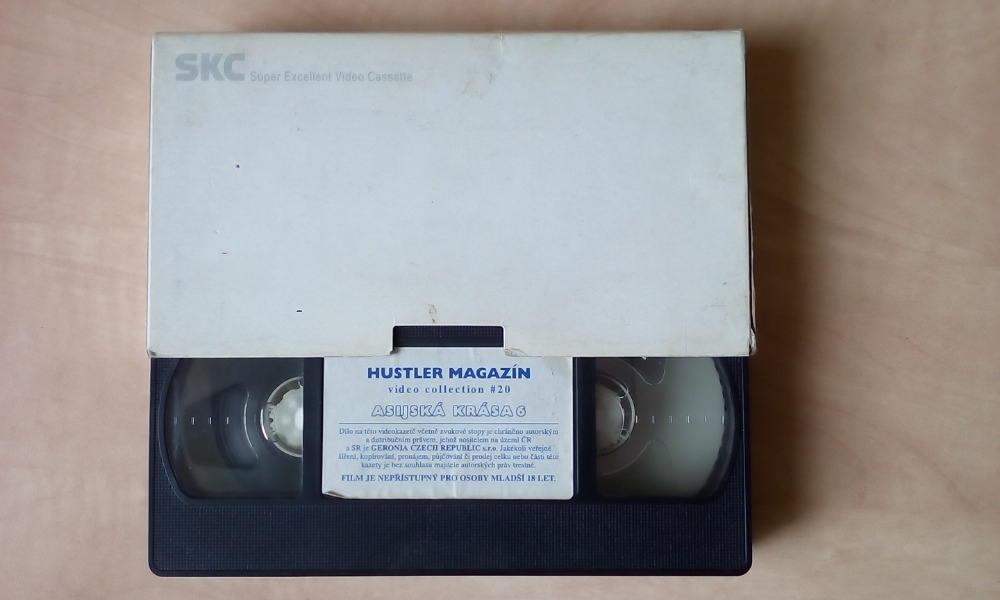 SKC Super Excellent Video Cassette
HUSTLER MAGAZÍN
video collection #20
ASIJSKÁ KRÁSA 6
Dílo na této videokazetě včetně zvukové stopy je chráněno autorským
a distribučním právem, jehož nositelem na území ČR
a SR je GERONIA CZECH REPUBLIC s.r.o. Jakékoli veřejné
šíření, kopírování, pronájem, půjčování či prodej celku nebo části této
kazety je bez souhlasu majitele autorských práv trestné.
FILM JE NEPŘÍSTUPNÝ PRO OSOBY MLADŠÍ 18 LET.